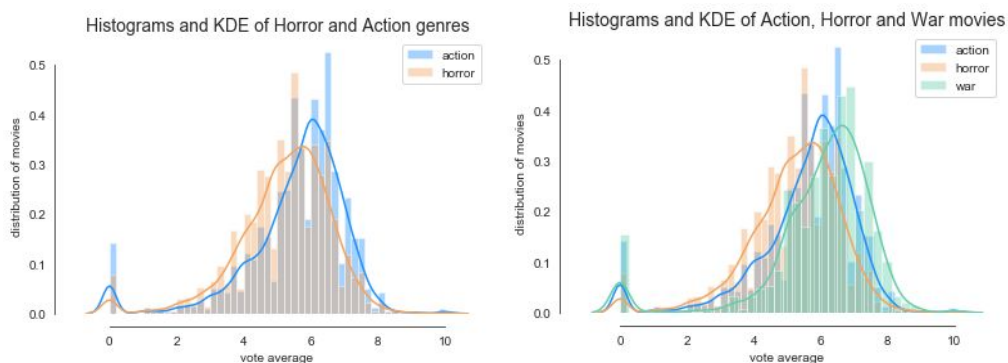 Histograms and KDE of Horror and Action genres
action
horror
distribution of movies
0.5
0.4
0.3
0.2
0.1
0.0
0 2 4 6 8 10
vote average
Histograms and KDE of Action, Horror and War movies
action
horror
war
distribution of movies
0.5
0.4
0.3
0.2
0.1
0.0
0 2 4 6 8 10
vote average